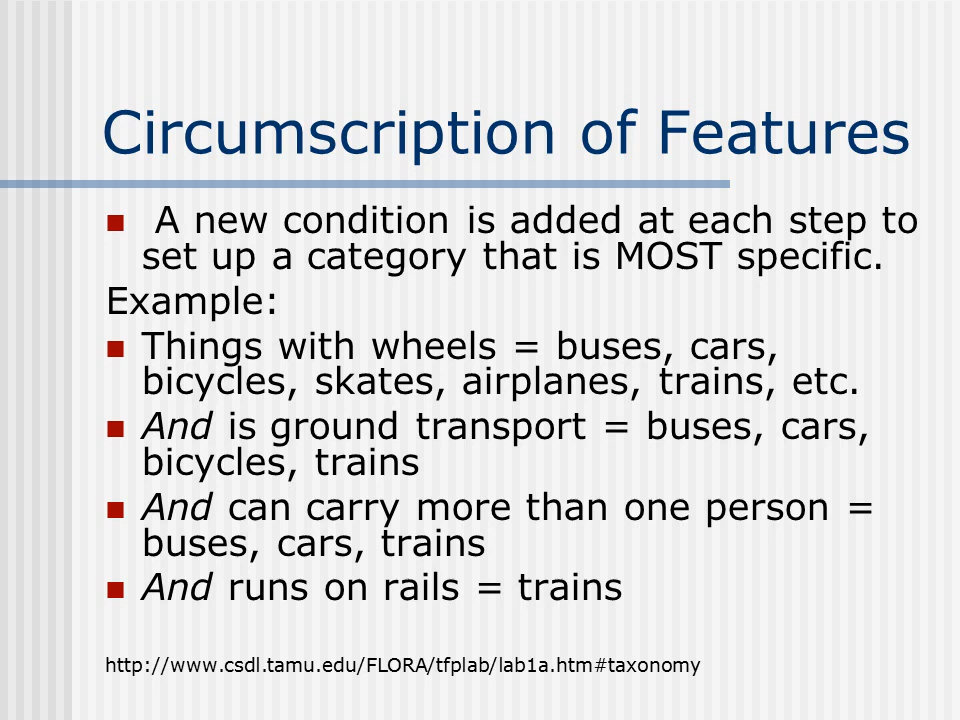 Circumscription of Features
A new condition is added at each step to
set up a category that is MOST specific.
Example:
Things with wheels = buses, cars,
bicycles, skates, airplanes, trains, etc.
And is ground transport = buses, cars,
bicycles, trains
And can carry more than one person =
buses, cars, trains
And runs on rails = trains
http://www.csdl.tamu.edu/FLORA/tfplab/lab1a.htm#taxonomy